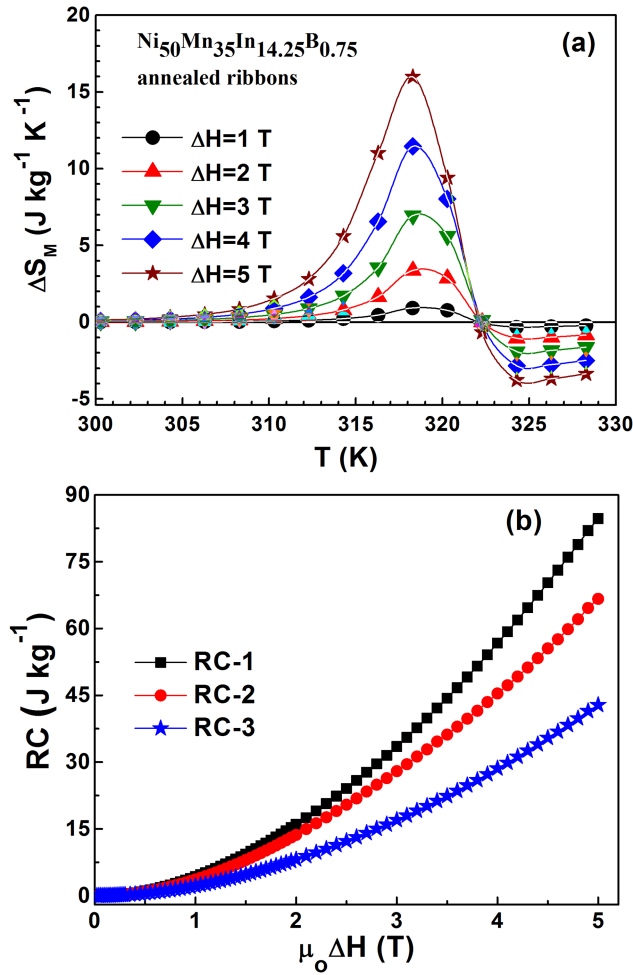 20
15
10
5
0
-5
300
305
310
315
320
325
330
ΔS_M (J kg^-1 K^-1)
T (K)
Ni50Mn35In14.25B0.75
annealed ribbons
(a)
ΔH=1 T
ΔH=2 T
ΔH=3 T
ΔH=4 T
ΔH=5 T
90
75
60
45
30
15
0
0
1
2
3
4
5
RC (J kg^-1)
μ_oΔH (T)
(b)
RC-1
RC-2
RC-3